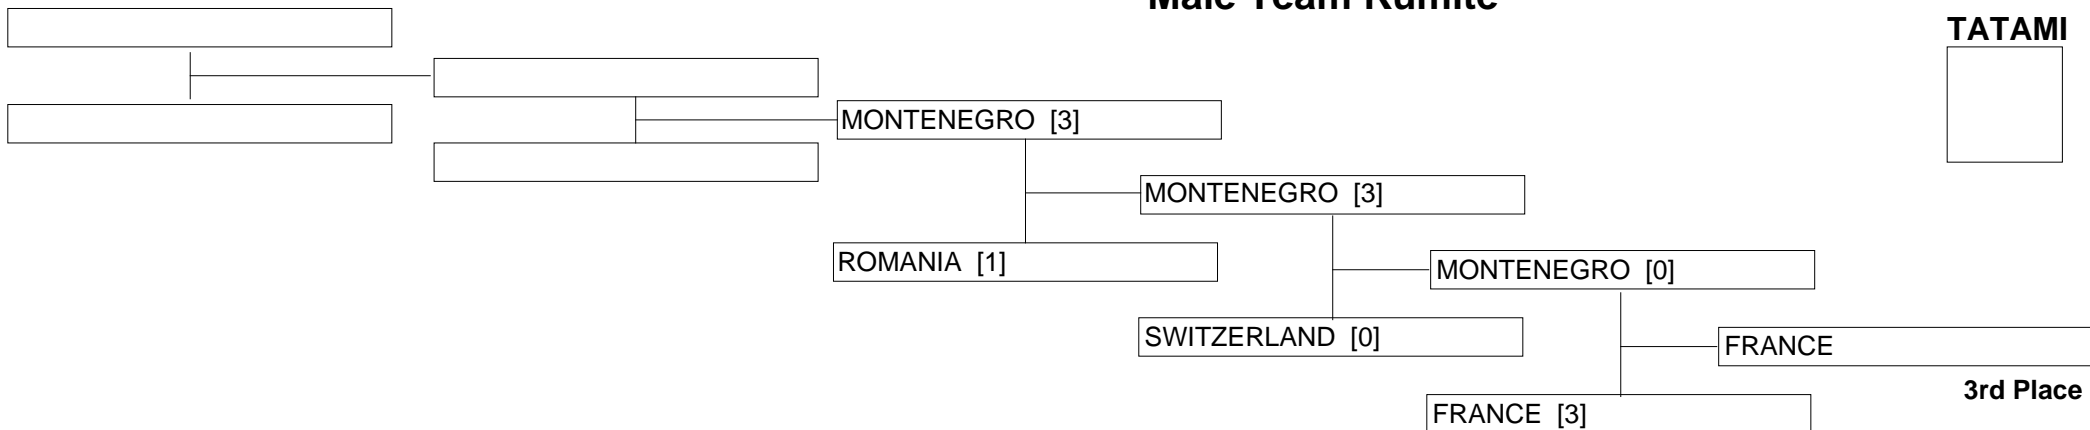 Male Team Kumite
TATAMI
MONTENEGRO [3]
MONTENEGRO [3]
ROMANIA [1]
MONTENEGRO [0]
SWITZERLAND [0]
FRANCE
3rd Place
FRANCE [3]